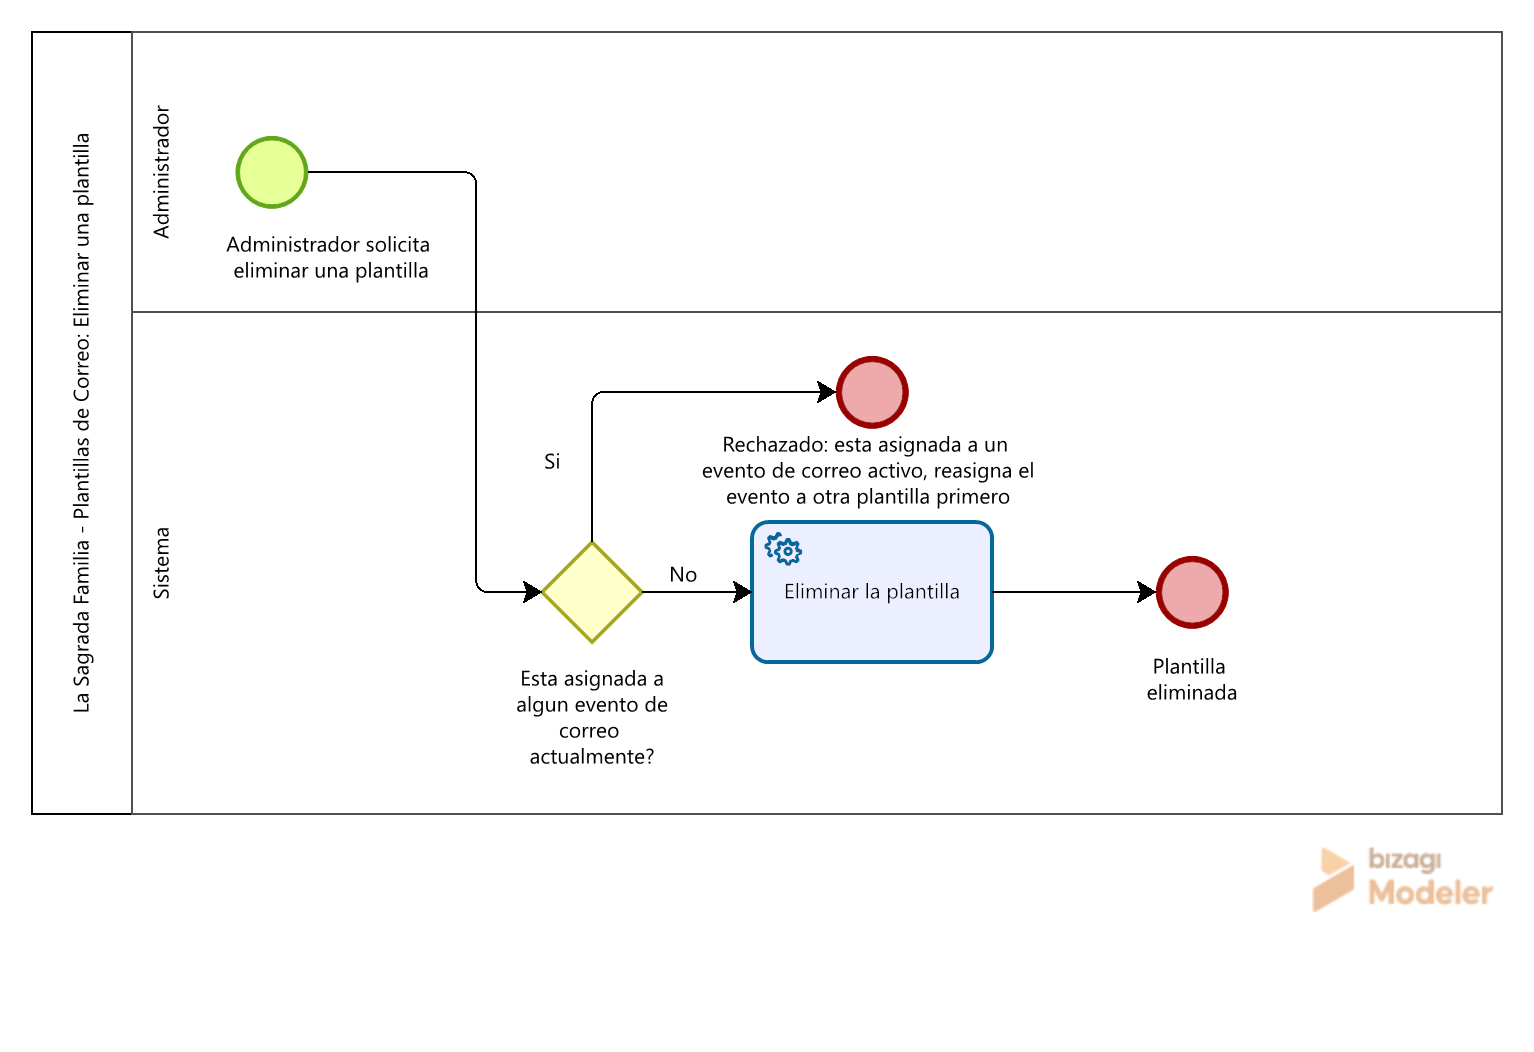 La Sagrada Familia - Plantillas de Correo: Eliminar una plantilla
Administrador
Administrador solicita
eliminar una plantilla
Sistema
Si
Rechazado: esta asignada a un
evento de correo activo, reasigna el
evento a otra plantilla primero
No
Eliminar la plantilla
Esta asignada a
algun evento de
correo
actualmente?
Plantilla
eliminada
bizagi
Modeler